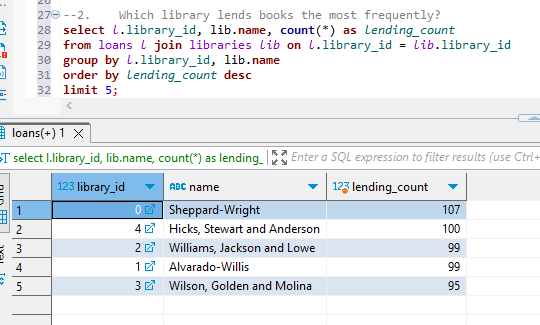 26
27 --2. Which library lends books the most frequently?
28 select l.library_id, lib.name, count(*) as lending_count
29 from loans l join libraries lib on l.library_id = lib.library_id
30 group by l.library_id, lib.name
31 order by lending_count desc
32 limit 5;
loans(+) 1
select l.library_id, lib.name, count(*) as lending_
Enter a SQL expression to filter results (use Ctrl+
123 library_id ABC name 123 lending_count
1 0 Sheppard-Wright 107
2 4 Hicks, Stewart and Anderson 100
3 2 Williams, Jackson and Lowe 99
4 1 Alvarado-Willis 99
5 3 Wilson, Golden and Molina 95